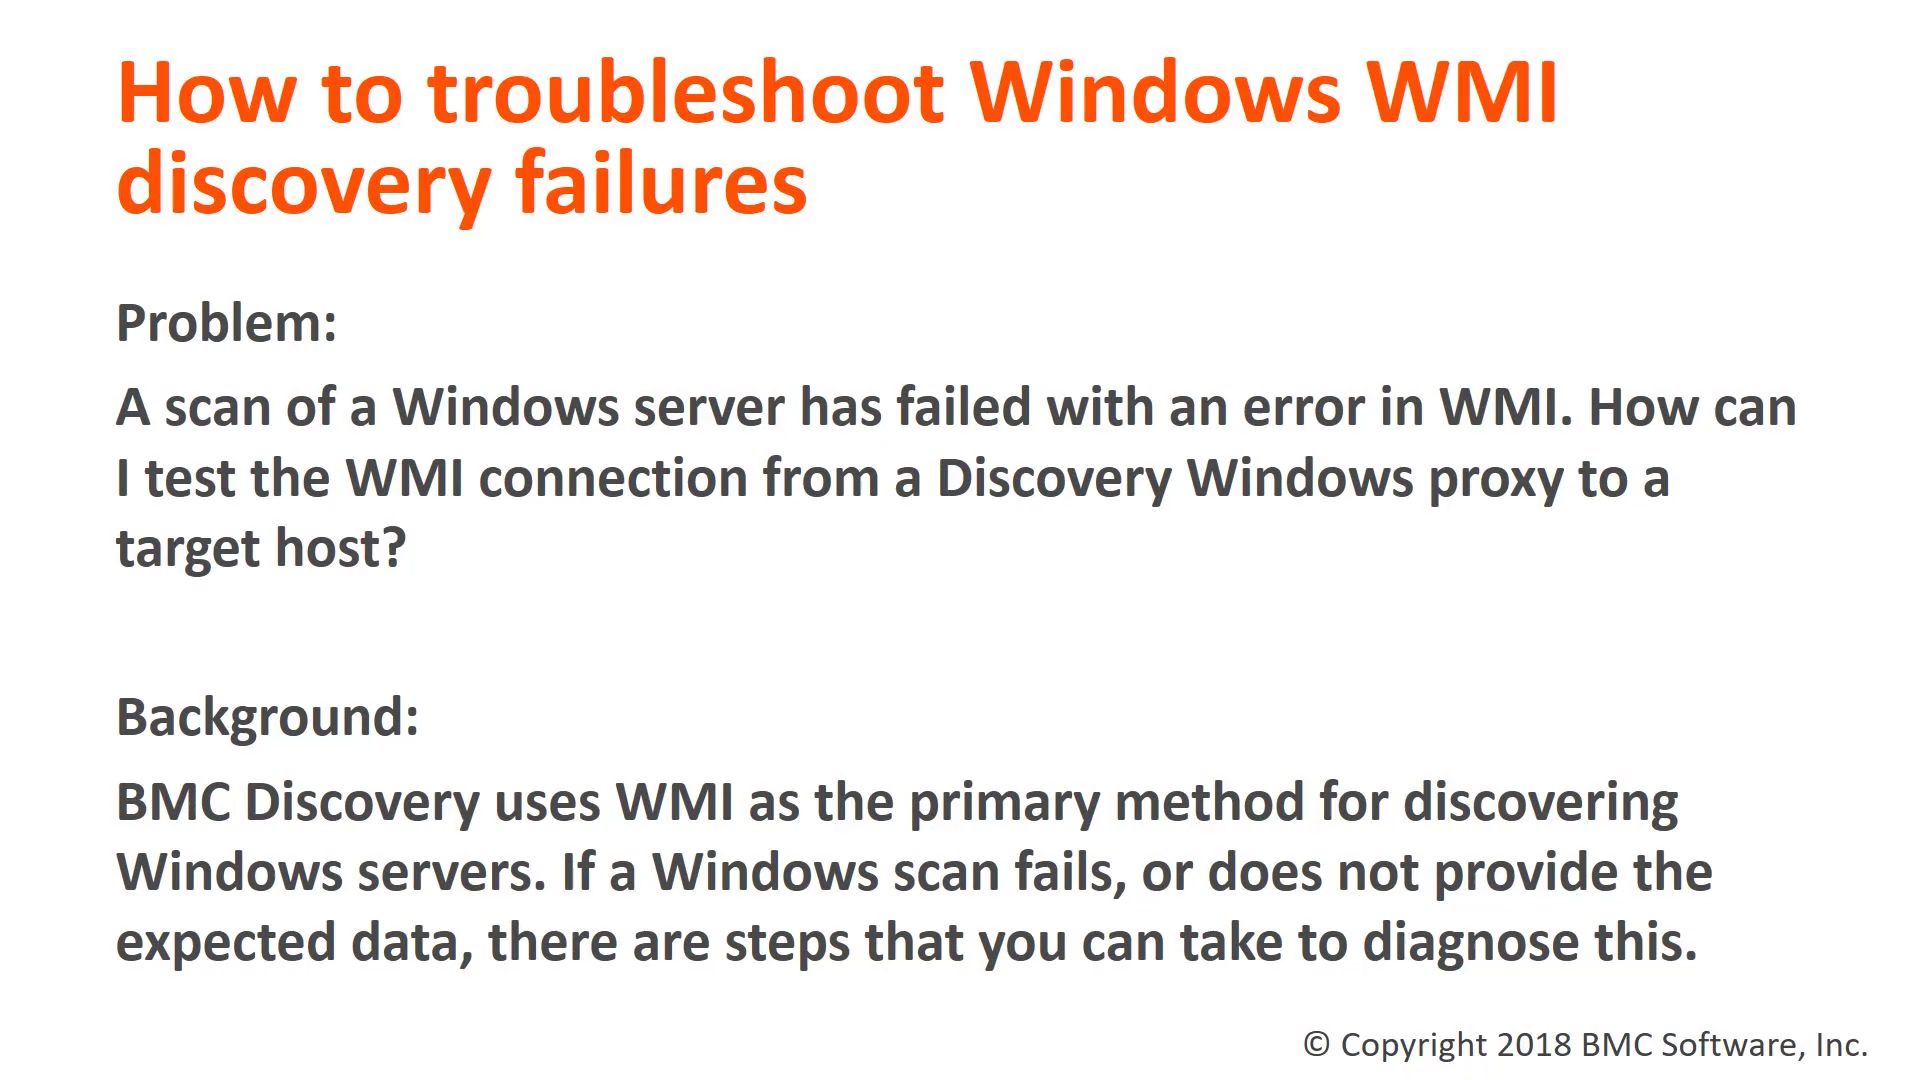 How to troubleshoot Windows WMI
discovery failures
Problem:
A scan of a Windows server has failed with an error in WMI. How can
I test the WMI connection from a Discovery Windows proxy to a
target host?
Background:
BMC Discovery uses WMI as the primary method for discovering
Windows servers. If a Windows scan fails, or does not provide the
expected data, there are steps that you can take to diagnose this.
© Copyright 2018 BMC Software, Inc.